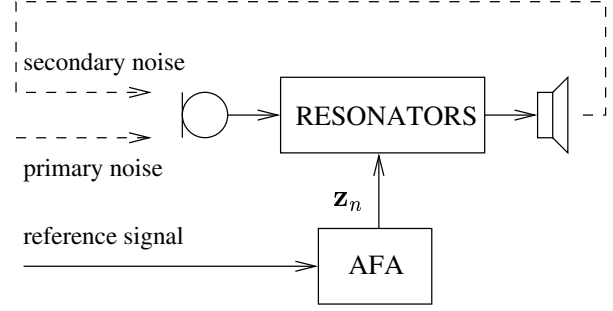 secondary noise
RESONATORS
primary noise
z_n
reference signal
AFA